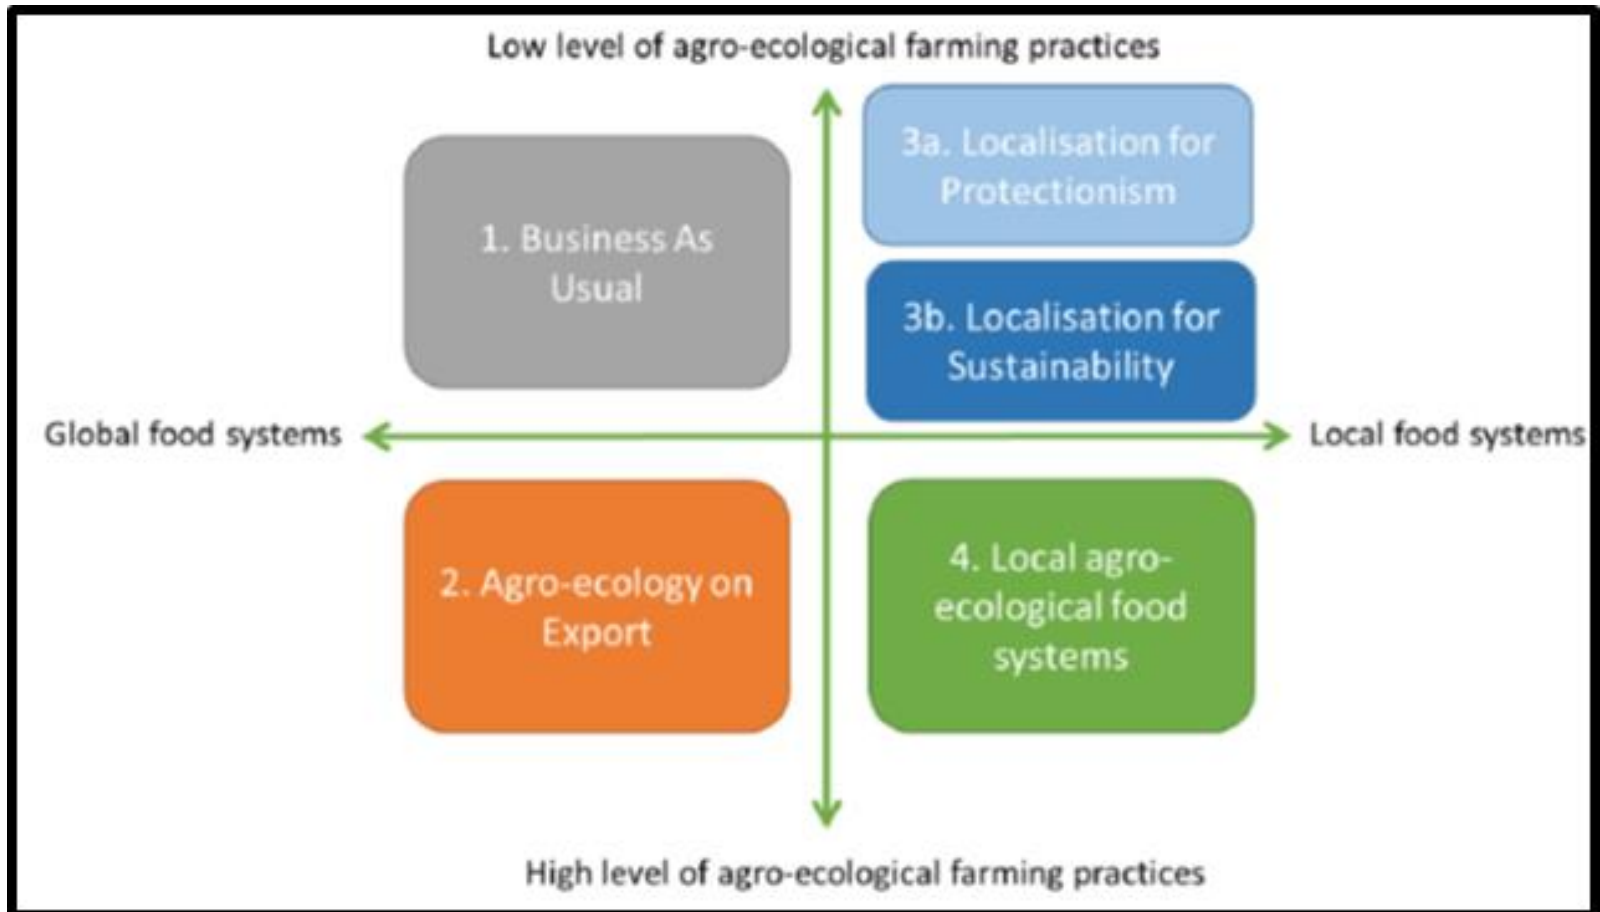 Low level of agro-ecological farming practices
3a. Localisation for
Protectionism
1. Business As
Usual
3b. Localisation for
Sustainability
Global food systems
Local food systems
2. Agro-ecology on
Export
4. Local agro-
ecological food
systems
High level of agro-ecological farming practices